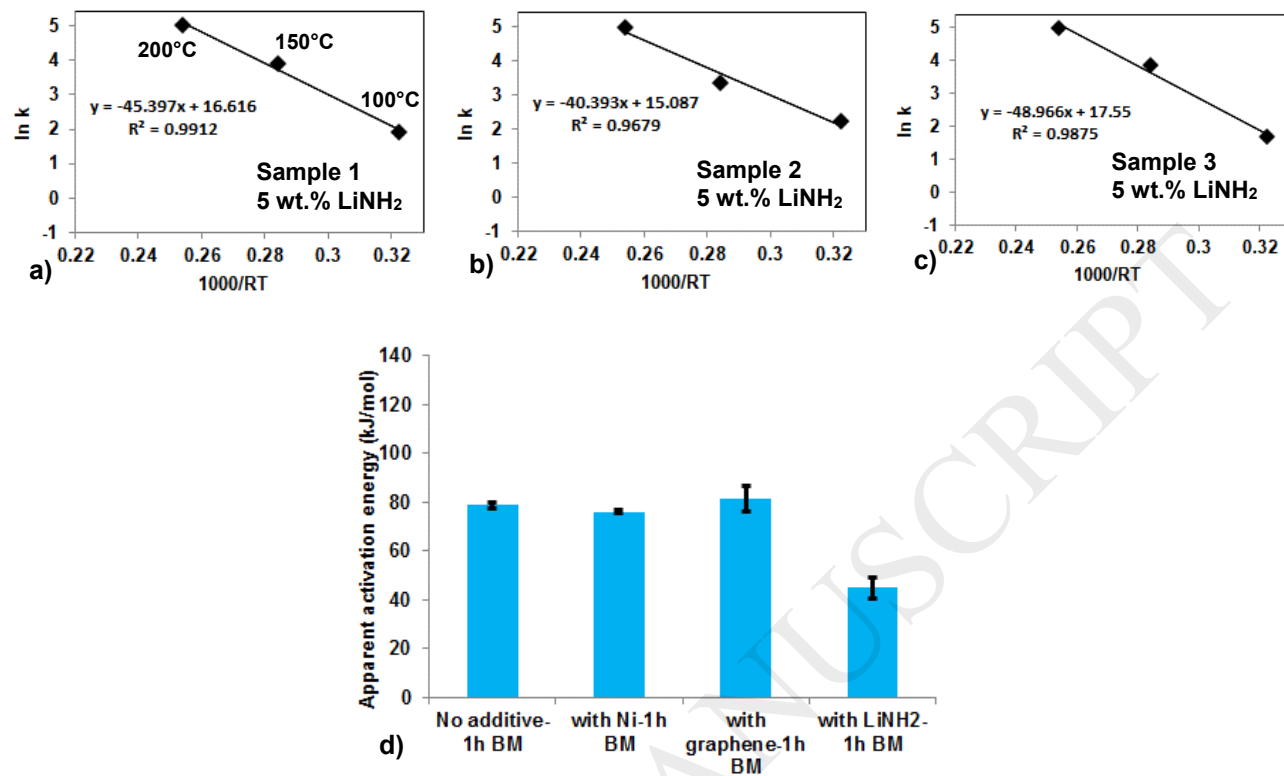 5
4
3
2
1
0
-1
ln k
200°C
150°C
100°C
y = -45.397x + 16.616
R² = 0.9912
Sample 1
5 wt.% LiNH₂
0.22 0.24 0.26 0.28 0.3 0.32
1000/RT
a)
5
4
3
2
1
0
-1
ln k
y = -40.393x + 15.087
R² = 0.9679
Sample 2
5 wt.% LiNH₂
0.22 0.24 0.26 0.28 0.3 0.32
1000/RT
b)
5
4
3
2
1
0
-1
ln k
y = -48.966x + 17.55
R² = 0.9875
Sample 3
5 wt.% LiNH₂
0.22 0.24 0.26 0.28 0.3 0.32
1000/RT
c)
Apparent activation energy (kJ/mol)
140
120
100
80
60
40
20
0
No additive-
1h BM
with Ni-1h
BM
with
graphene-1h
BM
with LiNH2-
1h BM
d)
ANUSCRIPT